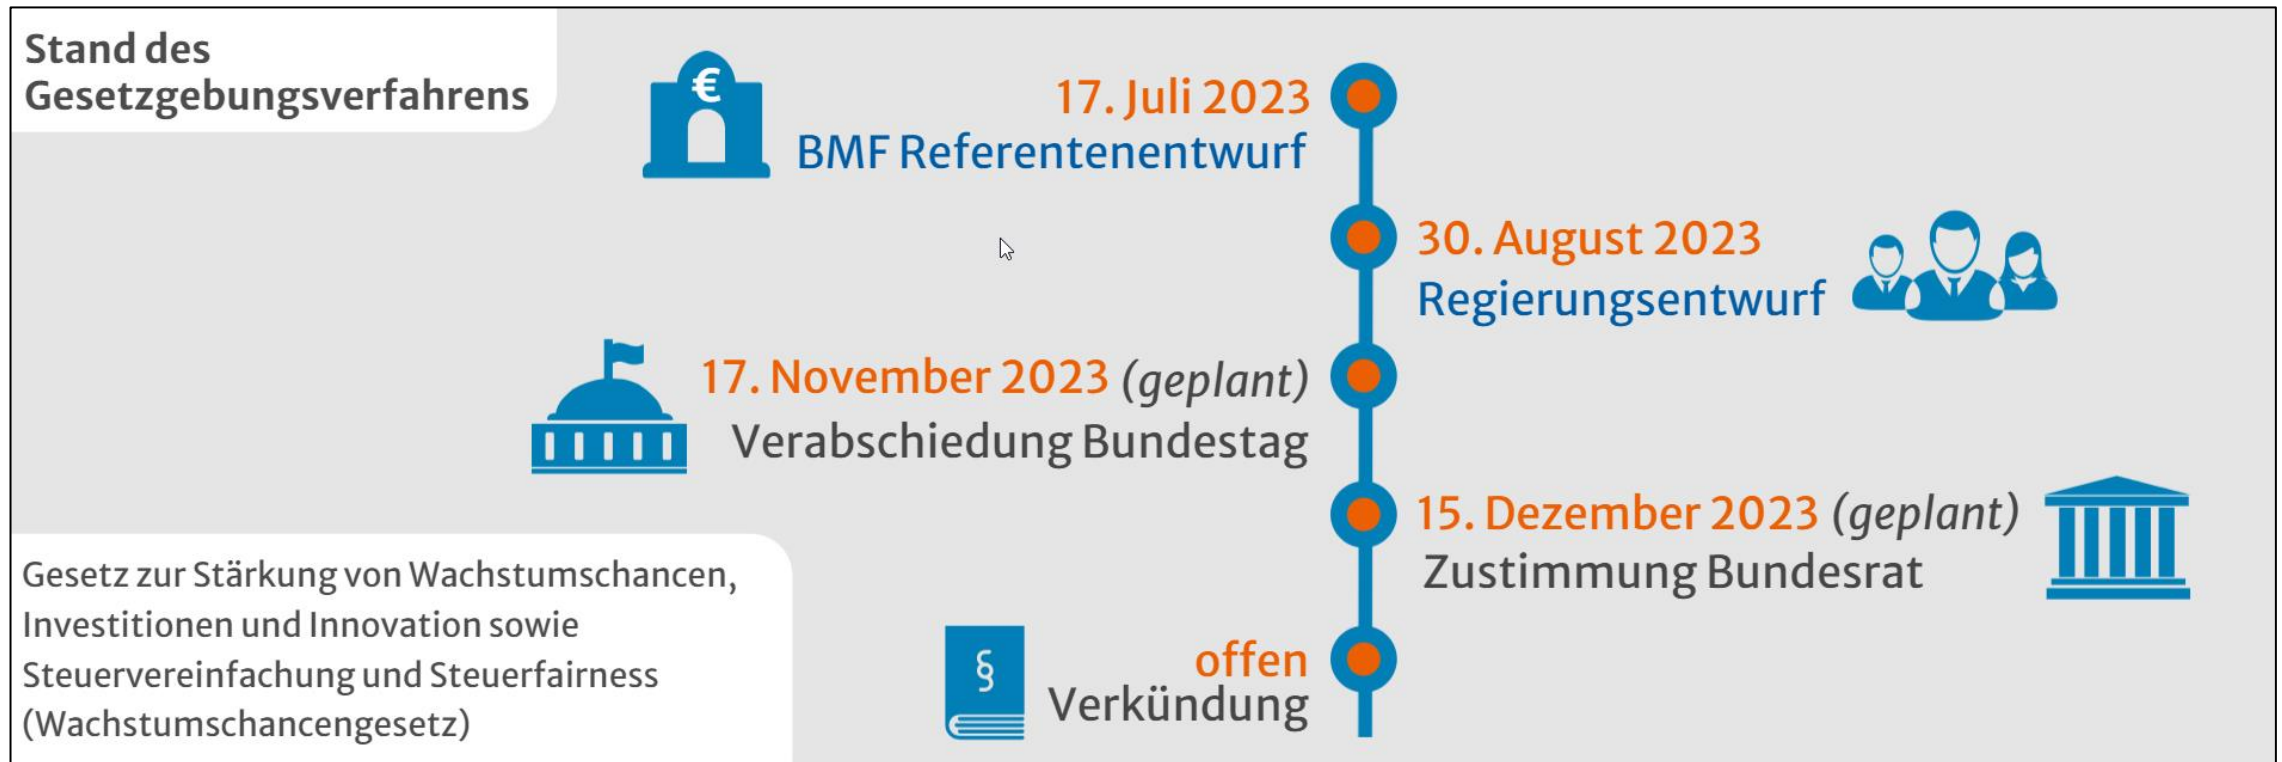 Stand des
Gesetzgebungsverfahrens
€
17. Juli 2023
BMF Referentenentwurf
30. August 2023
Regierungsentwurf
17. November 2023 (geplant)
Verabschiedung Bundestag
15. Dezember 2023 (geplant)
Zustimmung Bundesrat
§
offen
Verkündung
Gesetz zur Stärkung von Wachstumschancen,
Investitionen und Innovation sowie
Steuervereinfachung und Steuerfairness
(Wachstumschancengesetz)